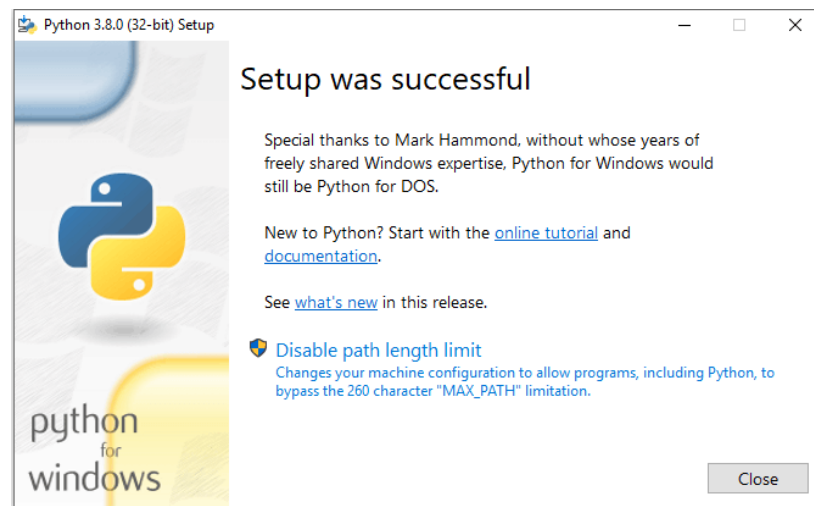 Python 3.8.0 (32-bit) Setup
Setup was successful
Special thanks to Mark Hammond, without whose years of
freely shared Windows expertise, Python for Windows would
still be Python for DOS.
New to Python? Start with the online tutorial and
documentation.
See what's new in this release.
Disable path length limit
Changes your machine configuration to allow programs, including Python, to
bypass the 260 character "MAX_PATH" limitation.
python
for
windows
Close